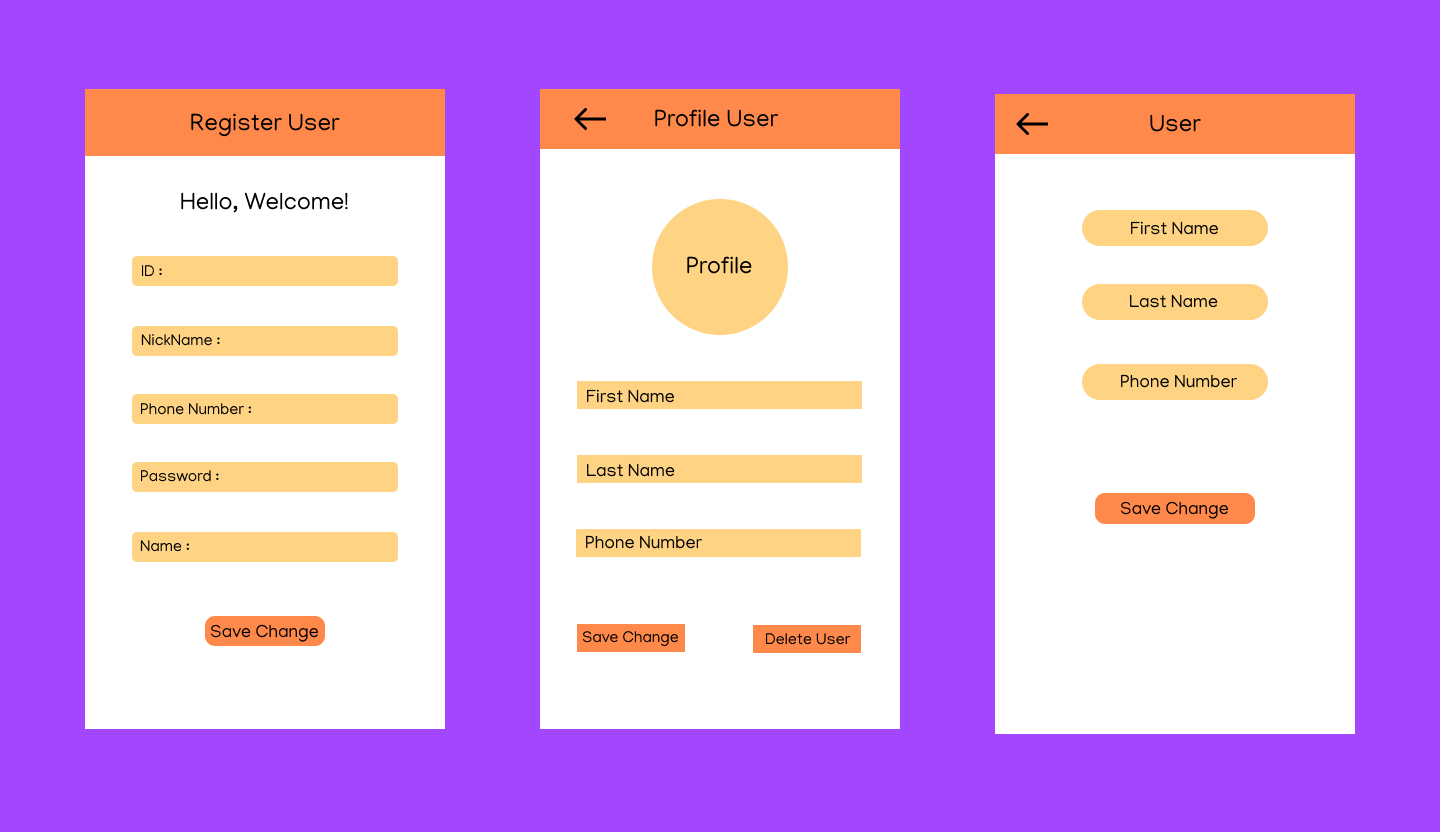 Register User
Hello, Welcome!
ID :
NickName :
Phone Number :
Password :
Name :
Save Change
Profile User
Profile
First Name
Last Name
Phone Number
Save Change
Delete User
User
First Name
Last Name
Phone Number
Save Change